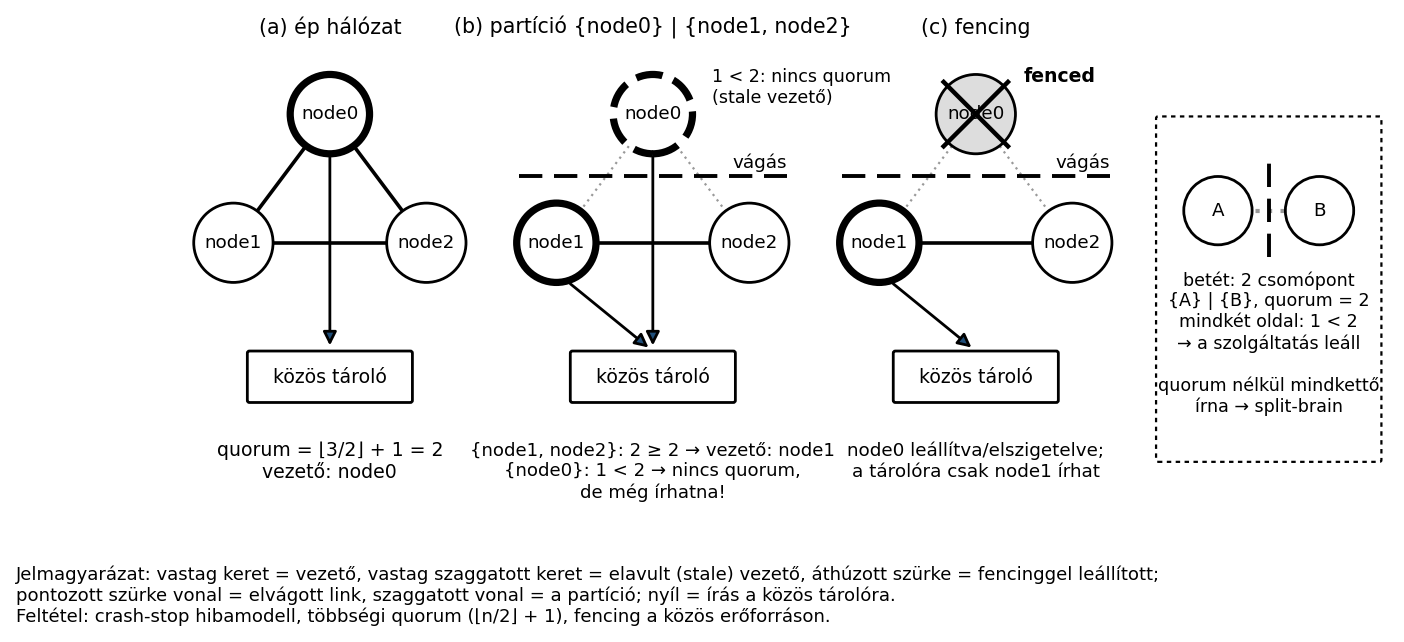 (a) ép hálózat
node0
node1
node2
közös tároló
quorum = ⌊3/2⌋ + 1 = 2
vezető: node0
(b) partíció {node0} | {node1, node2}
node0
1 < 2: nincs quorum
(stale vezető)
vágás
node1
node2
közös tároló
{node1, node2}: 2 ≥ 2 → vezető: node1
{node0}: 1 < 2 → nincs quorum,
de még írhatna!
(c) fencing
node0
fenced
vágás
node1
node2
közös tároló
node0 leállítva/elszigetelve;
a tárolóra csak node1 írhat
A
B
betét: 2 csomópont
{A} | {B}, quorum = 2
mindkét oldal: 1 < 2
→ a szolgáltatás leáll
quorum nélkül mindkettő
írna → split-brain
Jelmagyarázat: vastag keret = vezető, vastag szaggatott keret = elavult (stale) vezető, áthúzott szürke = fencinggel leállított;
pontozott szürke vonal = elvágott link, szaggatott vonal = a partíció; nyíl = írás a közös tárolóra.
Feltétel: crash-stop hibamodell, többségi quorum (⌊n/2⌋ + 1), fencing a közös erőforráson.